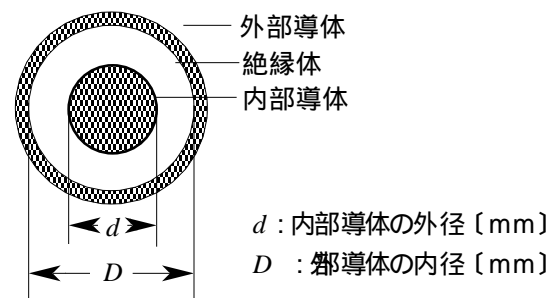 外部導体
絶縁体
内部導体
d
d : 内部導体の外径〔mm〕
D
D : 外部導体の内径〔mm〕